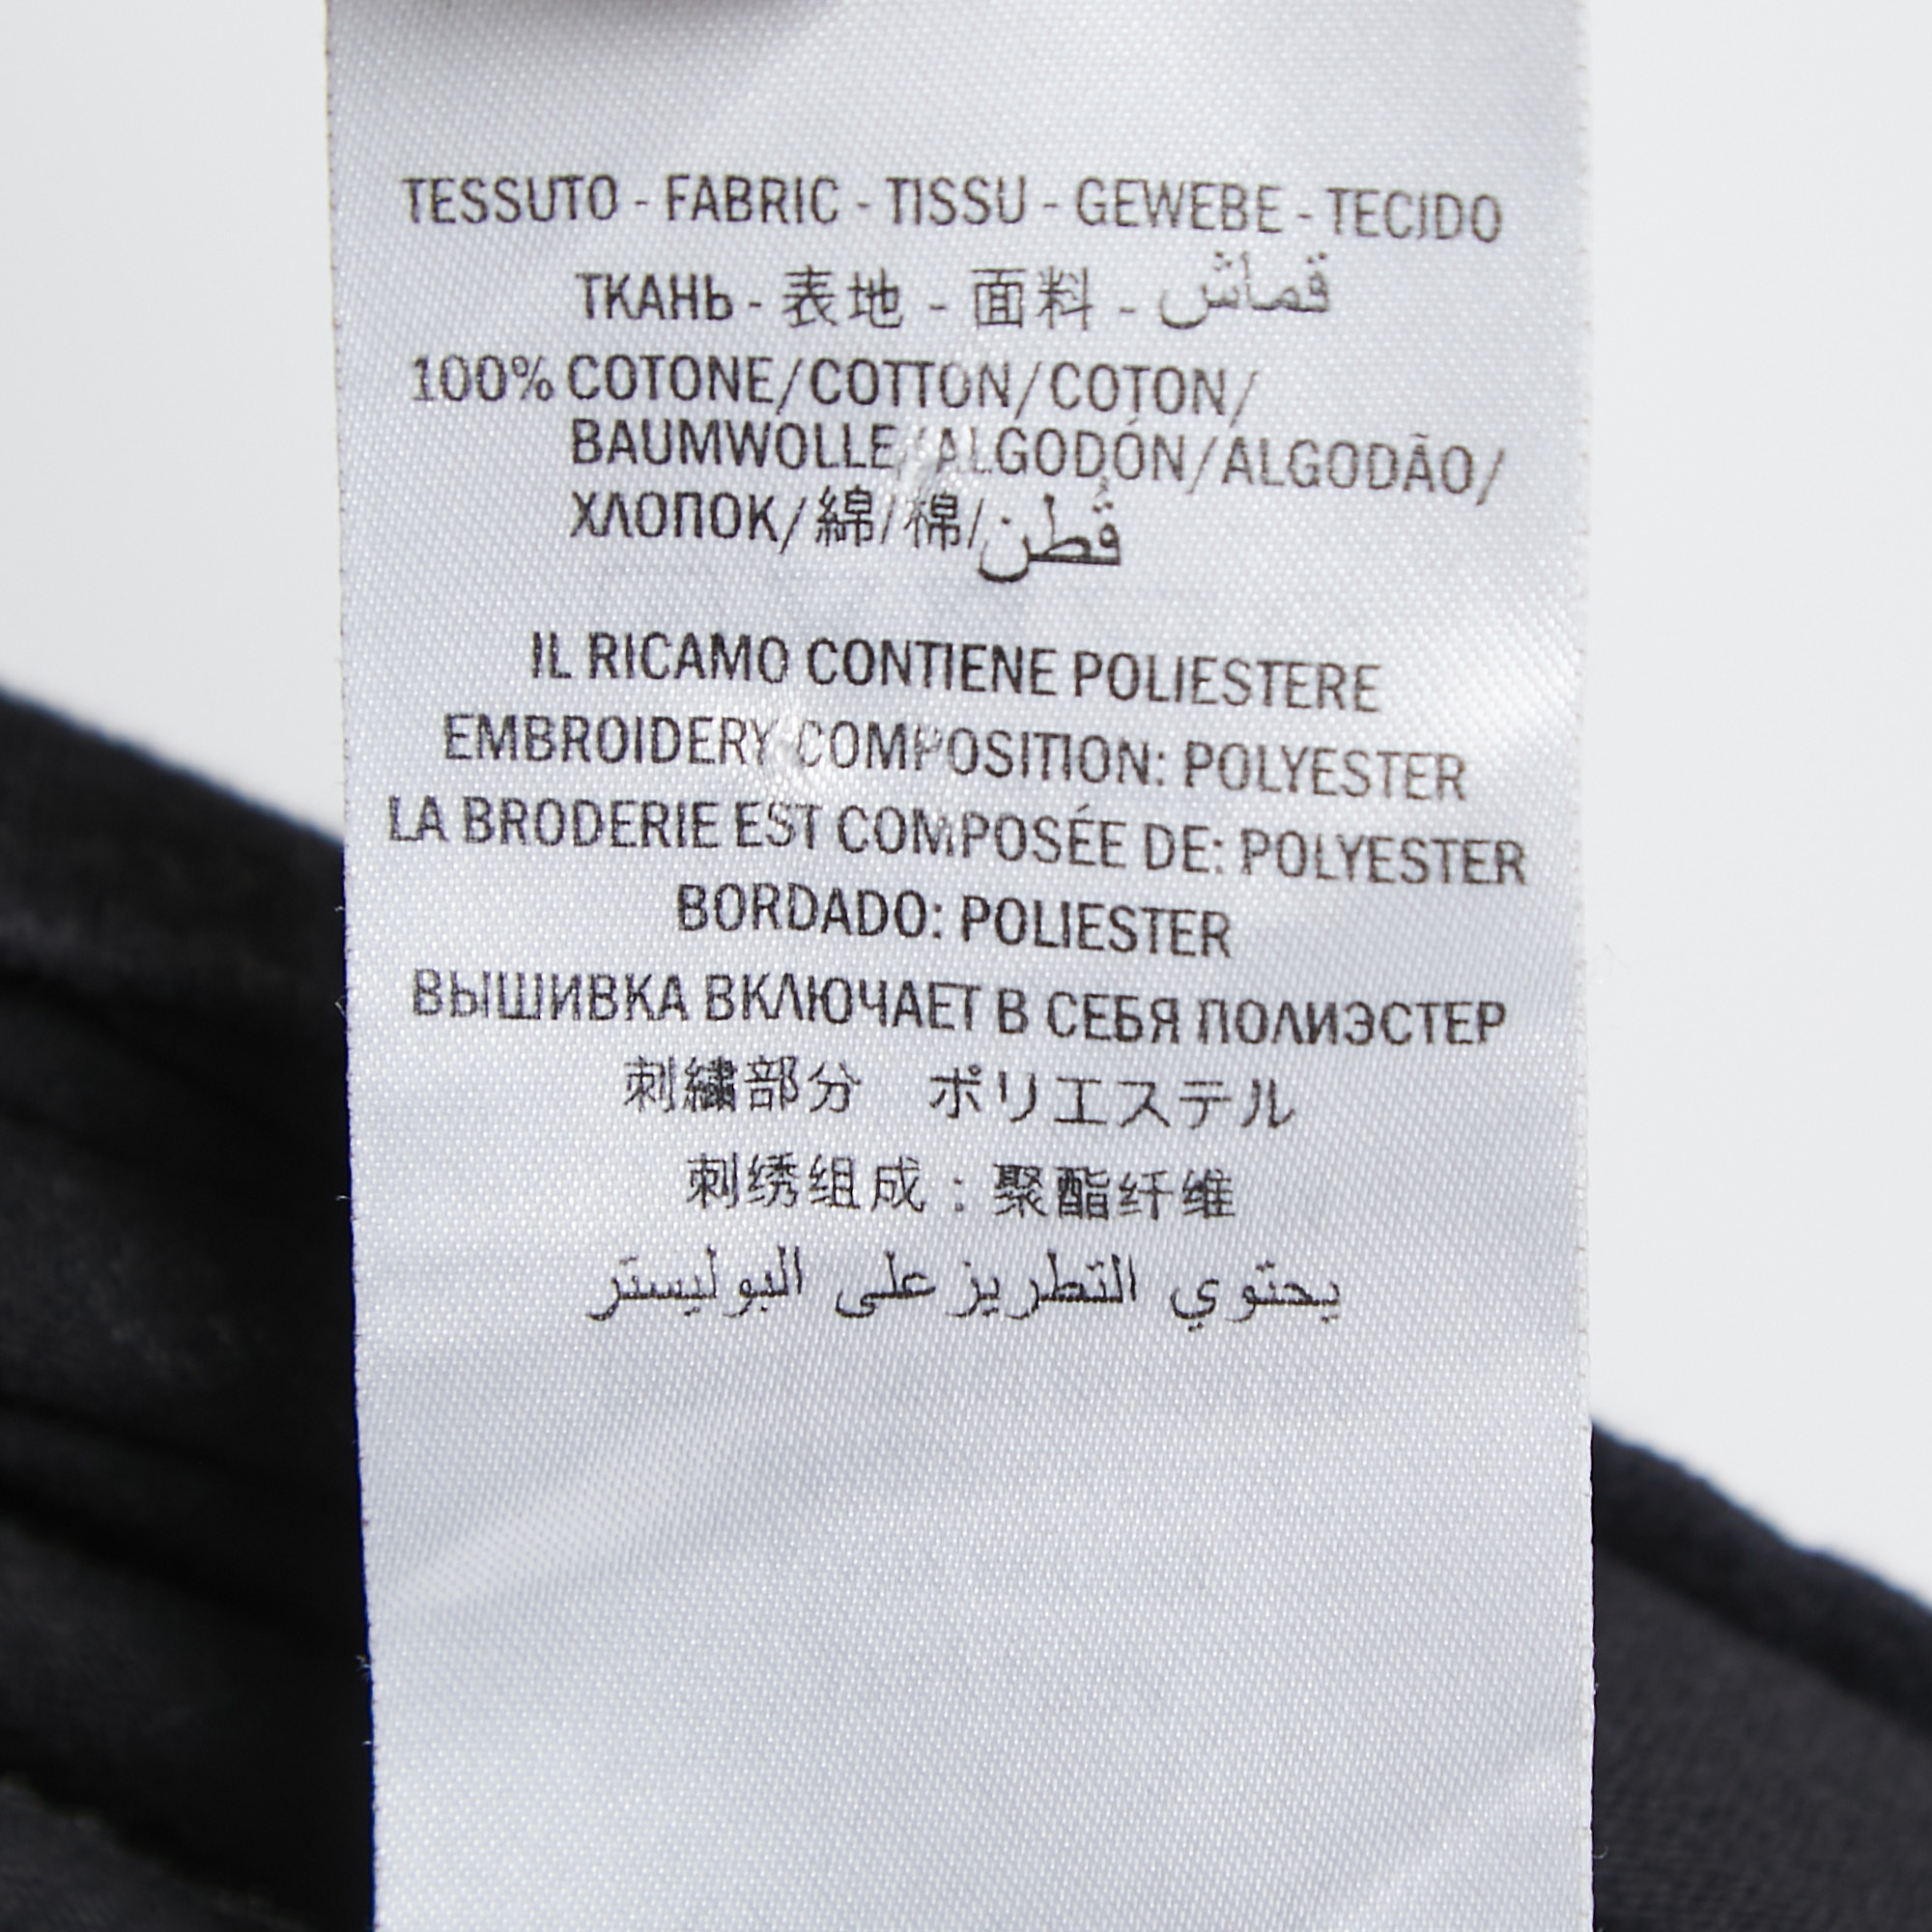 TESSUTO - FABRIC - TISSU - GEWEBE - TECIDO
ТКАНЬ - 表地 - 面料 - قماش
100% COTONE/COTTON/COTON/
BAUMWOLLE/ALGODÓN/ALGODÃO/
ХЛОПОК/綿/棉/قُطن
IL RICAMO CONTIENE POLIESTERE
EMBROIDERY COMPOSITION: POLYESTER
LA BRODERIE EST COMPOSÉE DE: POLYESTER
BORDADO: POLIESTER
ВЫШИВКА ВКЛЮЧАЕТ В СЕБЯ ПОЛИЭСТЕР
刺繍部分 ポリエステル
刺绣组成：聚酯纤维
يحتوي التطريز على البوليستر